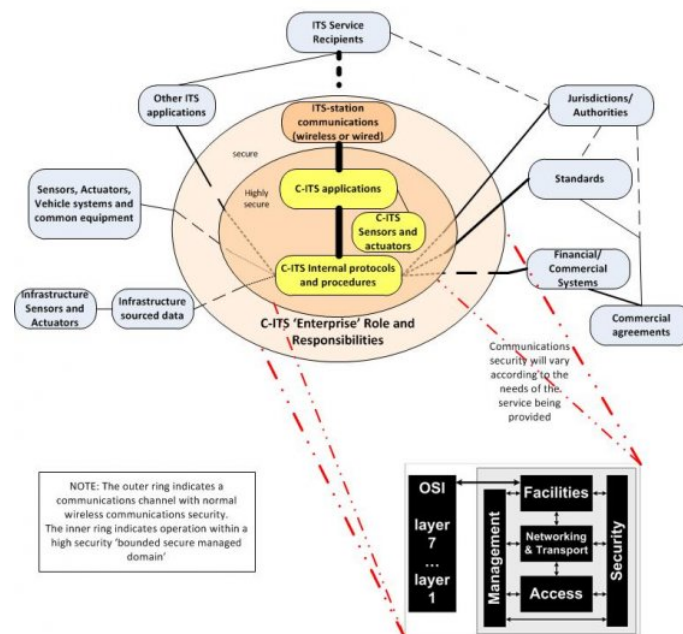 ITS Service
Recipients
Other ITS
applications
Jurisdictions/
Authorities
ITS-station
communications
(wireless or wired)
secure
Sensors, Actuators,
Vehicle systems and
common equipment
Highly
secure
C-ITS applications
Standards
C-ITS
Sensors and
actuators
C-ITS Internal protocols
and procedures
Financial/
Commercial
Systems
Infrastructure
Sensors and
Actuators
Infrastructure
sourced data
C-ITS ‘Enterprise’ Role and
Responsibilities
Commercial
agreements
Communications
security will vary
according to the
needs of the
service being
provided
NOTE: The outer ring indicates
a communications channel with normal
wireless communications security.
The inner ring indicates operation within a
high security ‘bounded secure managed
domain’
OSI
layer
7
...
layer
1
Management
Facilities
Networking
& Transport
Access
Security